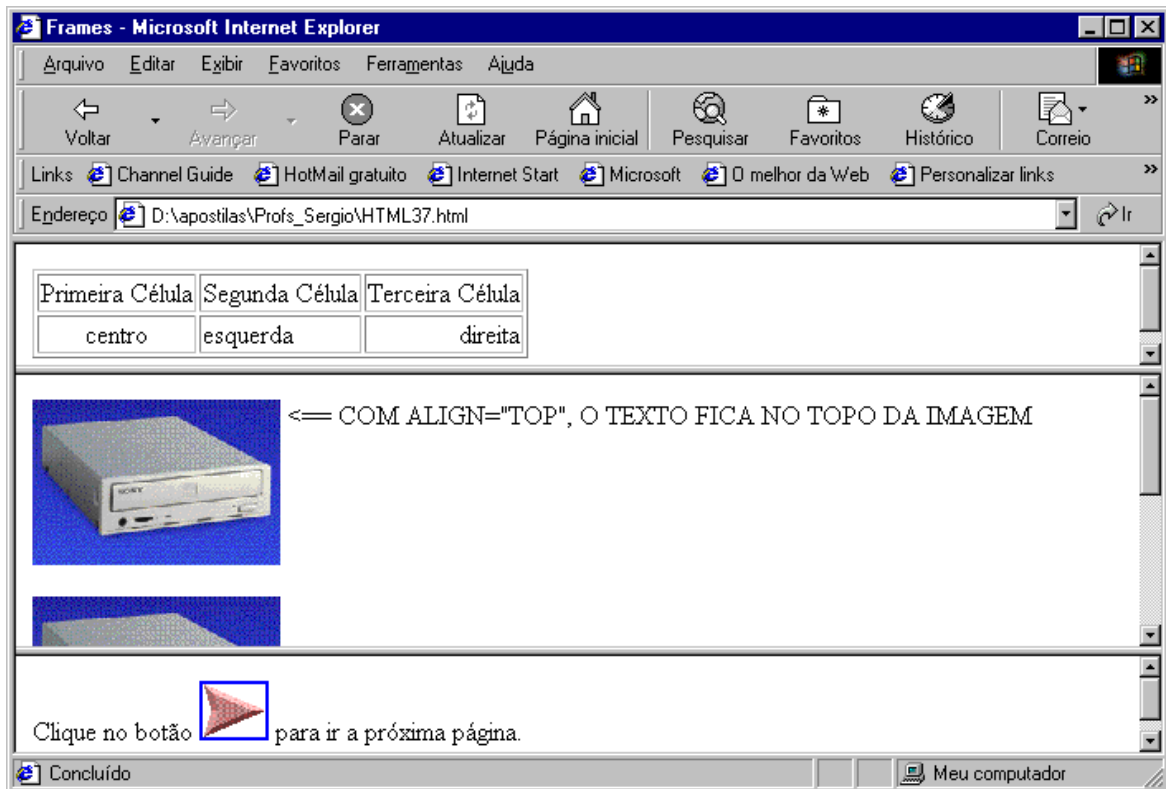 Frames - Microsoft Internet Explorer
Arquivo Editar Exibir Favoritos Ferramentas Ajuda
Voltar Avançar Parar Atualizar Página inicial Pesquisar Favoritos Histórico Correio »
Links Channel Guide HotMail gratuito Internet Start Microsoft O melhor da Web Personalizar links »
Endereço D:\apostilas\Profs_Sergio\HTML37.html Ir
Primeira Célula Segunda Célula Terceira Célula
centro esquerda direita
<== COM ALIGN="TOP", O TEXTO FICA NO TOPO DA IMAGEM
SONY
Clique no botão para ir a próxima página.
Concluído Meu computador